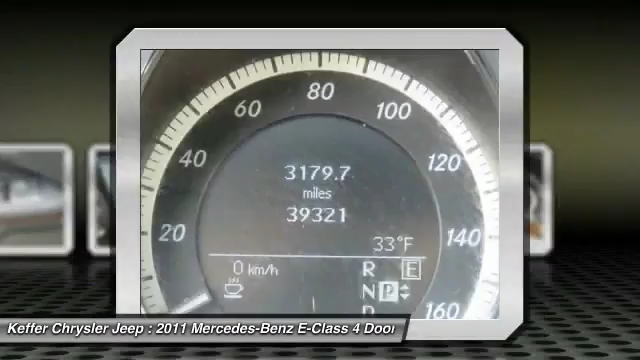 80
60
100
3179.7
40
120
miles
39321
20
33°F
140
0 km/h
R E
N P
D
160
Keffer Chrysler Jeep : 2011 Mercedes-Benz E-Class 4 Door